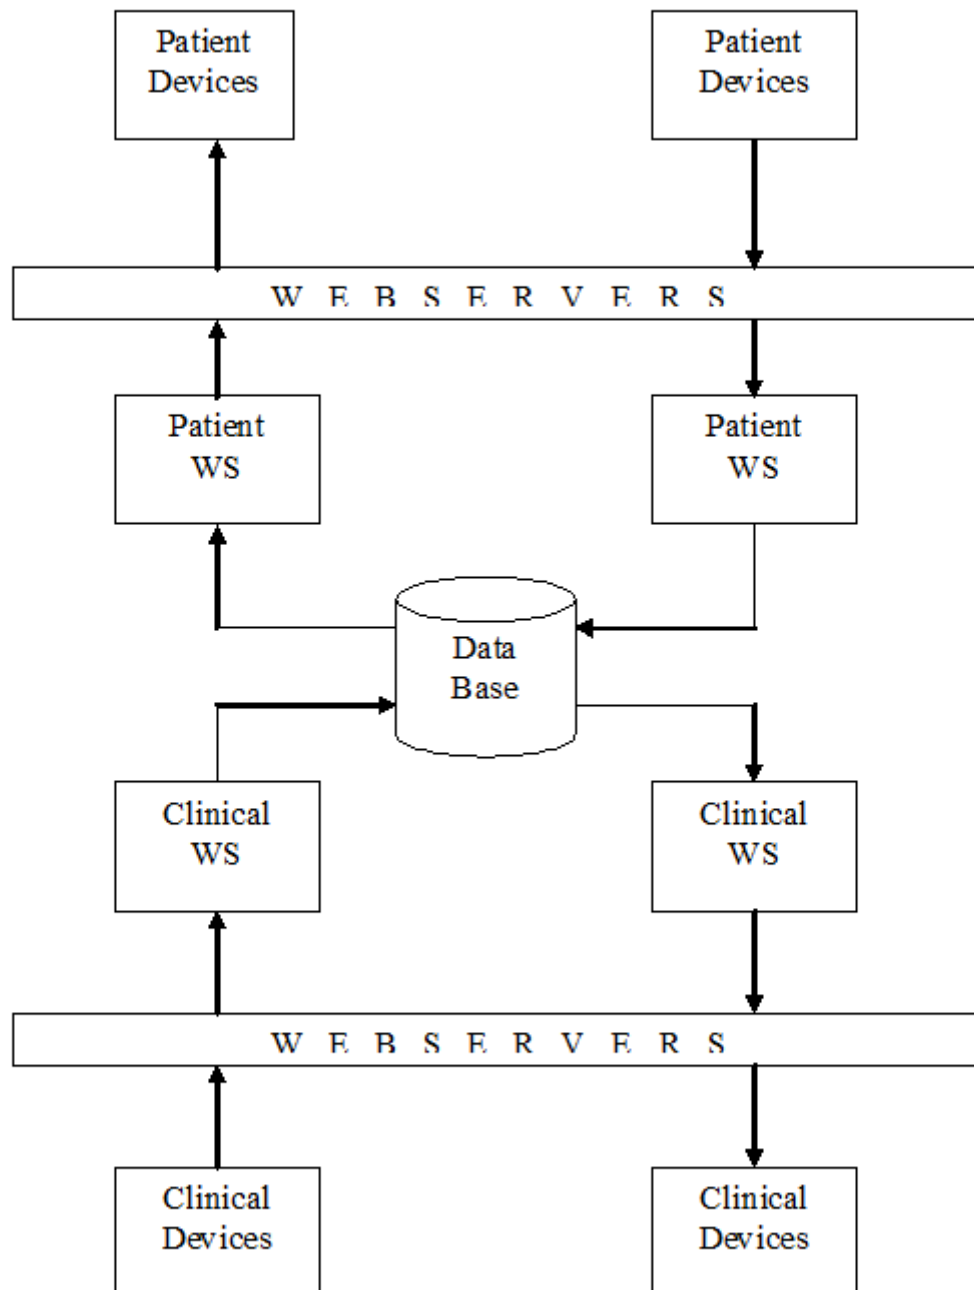 Patient
Devices
Patient
Devices
W E B S E R V E R S
Patient
WS
Patient
WS
Data
Base
Clinical
WS
Clinical
WS
W E B S E R V E R S
Clinical
Devices
Clinical
Devices